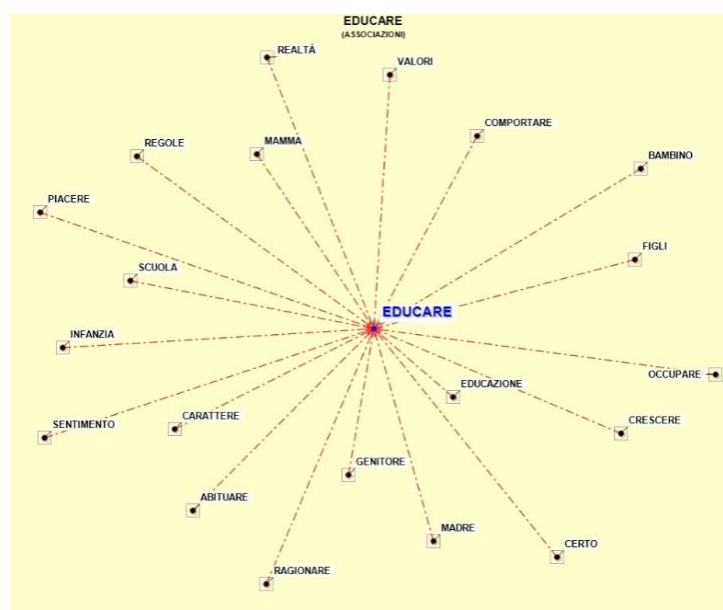 EDUCARE
(ASSOCIAZIONI)
REALTÀ
VALORI
COMPORTARE
REGOLE
MAMMA
BAMBINO
PIACERE
FIGLI
SCUOLA
EDUCARE
INFANZIA
OCCUPARE
EDUCAZIONE
CARATTERE
SENTIMENTO
CRESCERE
GENITORE
ABITUARE
MADRE
CERTO
RAGIONARE